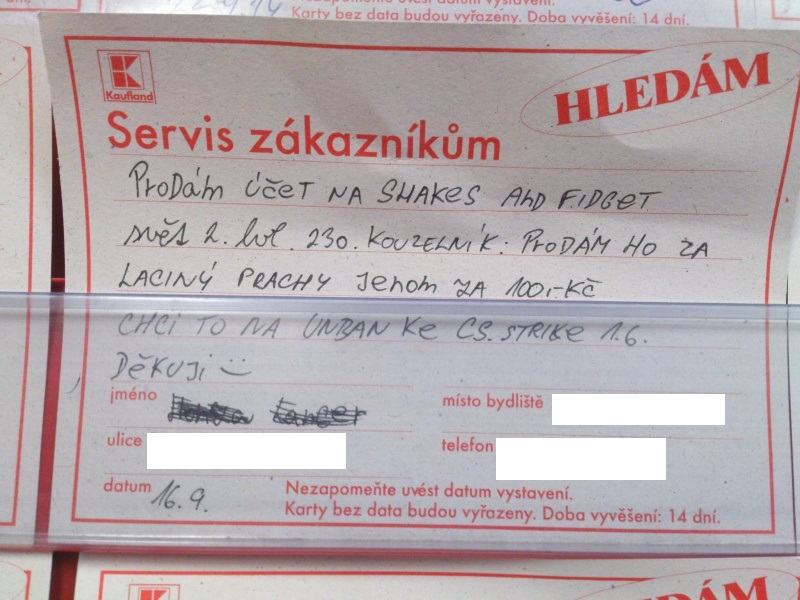 Karty bez data budou vyřazeny. Doba vyvěšení: 14 dní.
Kaufland
HLEDÁM
Servis zákazníkům
PRODÁM ÚČET NA SHAKES AND FIDGET
svět 2. lvl. 230. KOUZELNÍK. PRODÁM HO ZA
LACINÝ PRACHY JENOM ZA 100,-Kč
CHCI TO NA UNBAN KE CS. STRIKE 1.6.
DĚKUJI :)
jméno
místo bydliště
ulice
telefon
datum 16.9.
Nezapomeňte uvést datum vystavení.
Karty bez data budou vyřazeny. Doba vyvěšení: 14 dní.
HLEDÁM